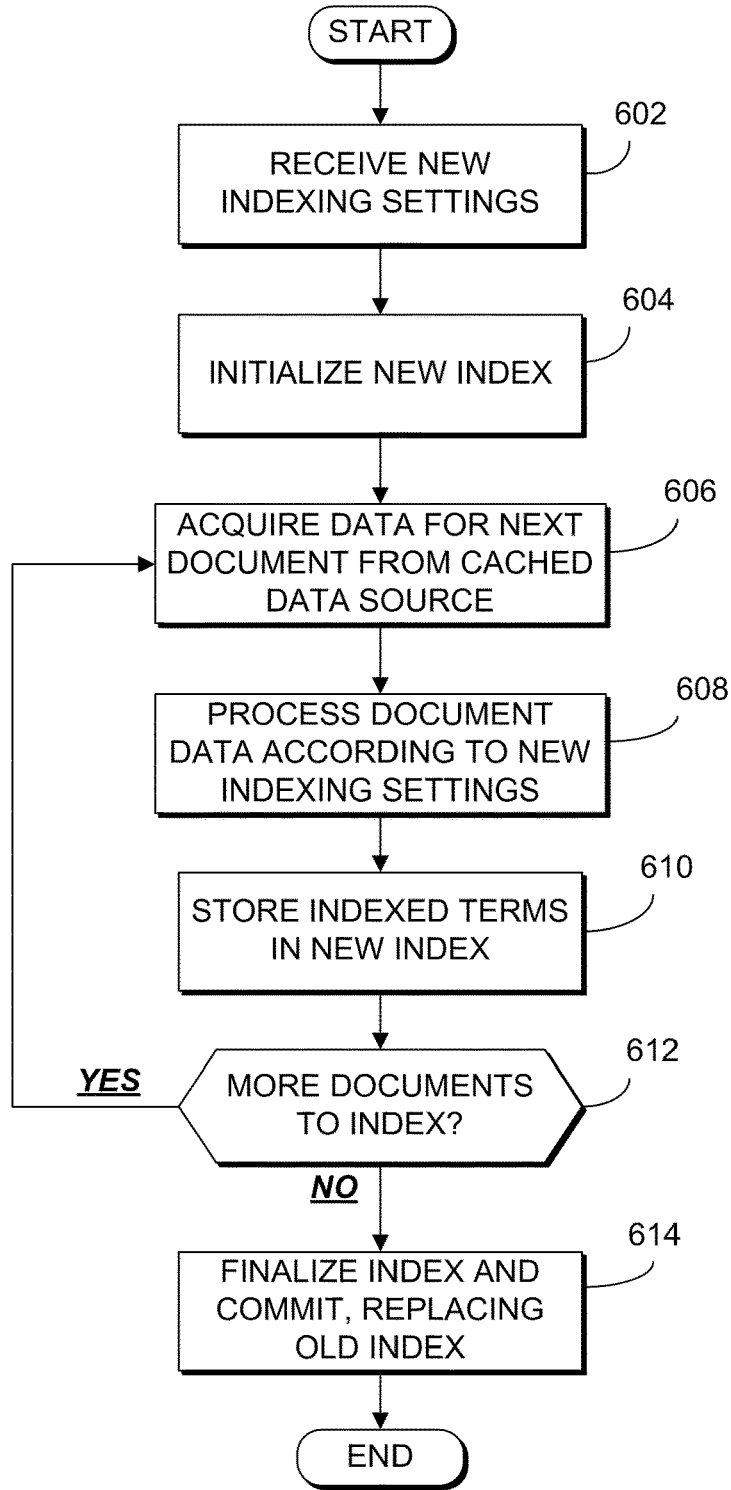 START
602
RECEIVE NEW
INDEXING SETTINGS
604
INITIALIZE NEW INDEX
606
ACQUIRE DATA FOR NEXT
DOCUMENT FROM CACHED
DATA SOURCE
608
PROCESS DOCUMENT
DATA ACCORDING TO NEW
INDEXING SETTINGS
610
STORE INDEXED TERMS
IN NEW INDEX
612
YES
MORE DOCUMENTS
TO INDEX?
NO
614
FINALIZE INDEX AND
COMMIT, REPLACING
OLD INDEX
END